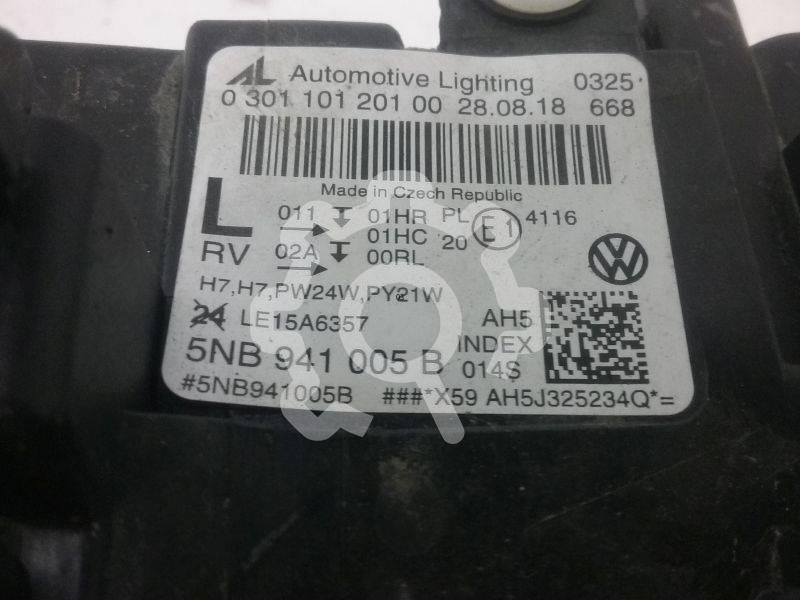 AL Automotive Lighting 0325
0 301 101 201 00 28.08.18 668
Made in Czech Republic
L 011 01HR PL E1 4116
01HC 20
RV 02A 00RL
H7,H7,PW24W,PY21W
24 LE15A6357 AH5
5NB 941 005 B INDEX 014S
#5NB941005B ###*X59 AH5J325234Q*=